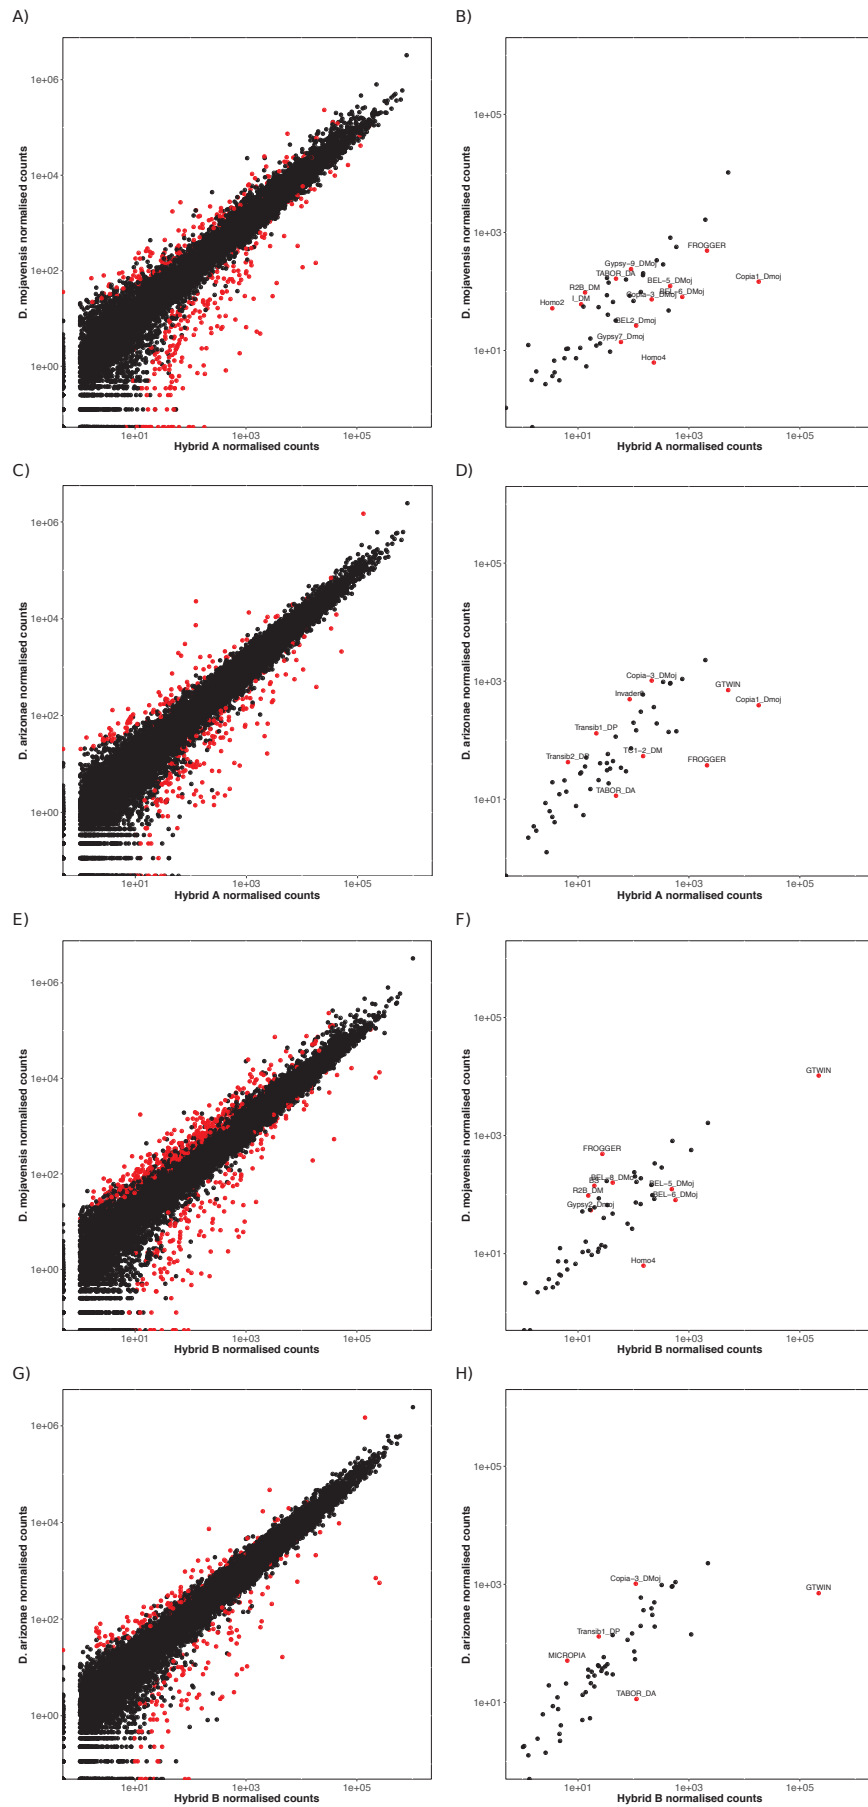 A)
B)
D. mojavensis normalised counts
1e+06
1e+04
1e+02
1e+00
1e+01
1e+03
1e+05
Hybrid A normalised counts
D. mojavensis normalised counts
1e+05
1e+03
1e+01
FROGGER
Gypsy-9_DMoj
TABOR_DA
Copia1_Dmoj
BEL-5_DMoj
R2B_DM
BEL-6_DMoj
Copia-3_DMoj
I_DM
Homo2
BEL2_Dmoj
Gypsy7_Dmoj
Homo4
1e+01
1e+03
1e+05
Hybrid A normalised counts
C)
D)
D. arizonae normalised counts
1e+06
1e+04
1e+02
1e+00
1e+01
1e+03
1e+05
Hybrid A normalised counts
D. arizonae normalised counts
1e+05
1e+03
1e+01
Copia-3_DMoj
GTWIN
Copia1_Dmoj
Transib1_DP
TC1-2_DM
Transib2_DP
FROGGER
TABOR_DA
1e+01
1e+03
1e+05
Hybrid A normalised counts
E)
F)
D. mojavensis normalised counts
1e+06
1e+04
1e+02
1e+00
1e+01
1e+03
1e+05
Hybrid B normalised counts
D. mojavensis normalised counts
1e+05
1e+03
1e+01
GTWIN
FROGGER
BEL-8_DMoj
BEL-5_DMoj
R2B_DM
BEL-6_DMoj
Gypsy2_Dmoj
Homo4
1e+01
1e+03
1e+05
Hybrid B normalised counts
G)
H)
D. arizonae normalised counts
1e+06
1e+04
1e+02
1e+00
1e+01
1e+03
1e+05
Hybrid B normalised counts
D. arizonae normalised counts
1e+05
1e+03
1e+01
Copia-3_DMoj
GTWIN
Transib1_DP
MICROPIA
TABOR_DA
1e+01
1e+03
1e+05
Hybrid B normalised counts